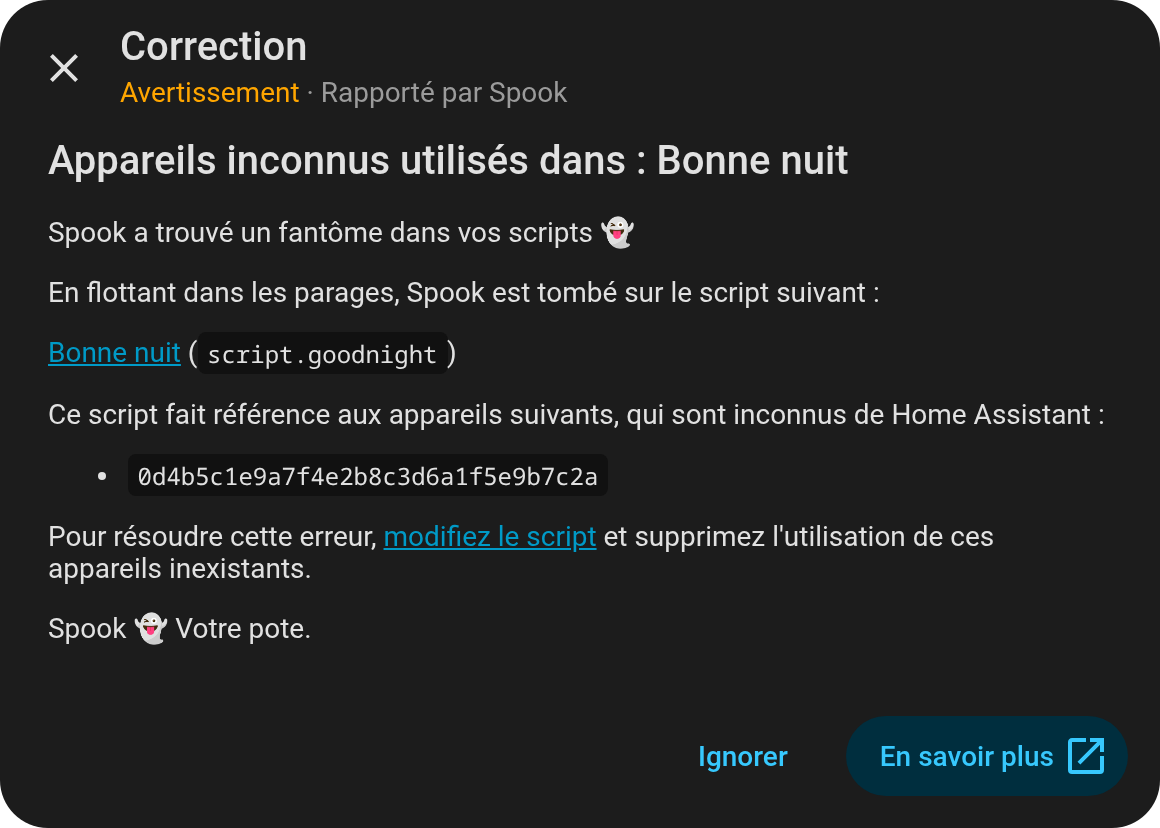 Correction
Avertissement · Rapporté par Spook
Appareils inconnus utilisés dans : Bonne nuit
Spook a trouvé un fantôme dans vos scripts 👻
En flottant dans les parages, Spook est tombé sur le script suivant :
Bonne nuit (script.goodnight)
Ce script fait référence aux appareils suivants, qui sont inconnus de Home Assistant :
• 0d4b5c1e9a7f4e2b8c3d6a1f5e9b7c2a
Pour résoudre cette erreur, modifiez le script et supprimez l'utilisation de ces
appareils inexistants.
Spook 👻 Votre pote.
Ignorer
En savoir plus